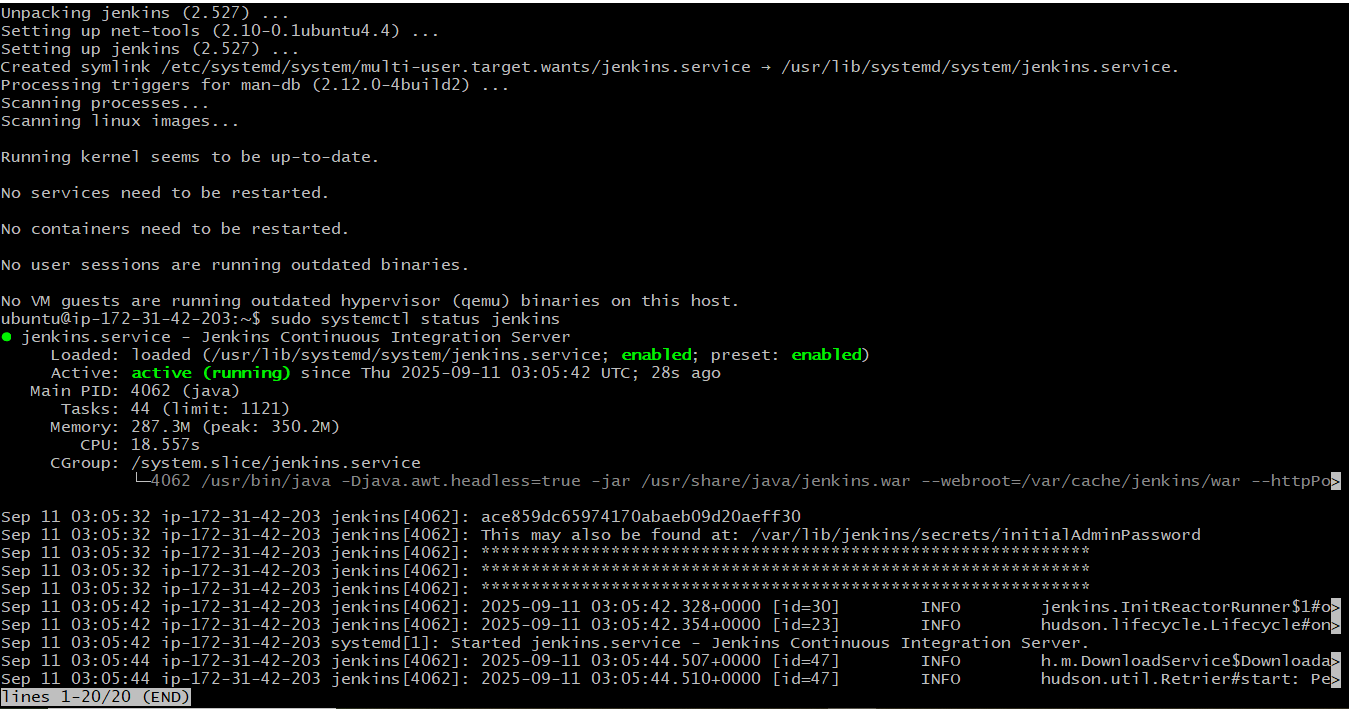 Unpacking jenkins (2.527) ...
Setting up net-tools (2.10-0.1ubuntu4.4) ...
Setting up jenkins (2.527) ...
Created symlink /etc/systemd/system/multi-user.target.wants/jenkins.service → /usr/lib/systemd/system/jenkins.service.
Processing triggers for man-db (2.12.0-4build2) ...
Scanning processes...
Scanning linux images...
Running kernel seems to be up-to-date.
No services need to be restarted.
No containers need to be restarted.
No user sessions are running outdated binaries.
No VM guests are running outdated hypervisor (qemu) binaries on this host.
ubuntu@ip-172-31-42-203:~$ sudo systemctl status jenkins
● jenkins.service - Jenkins Continuous Integration Server
Loaded: loaded (/usr/lib/systemd/system/jenkins.service; enabled; preset: enabled)
Active: active (running) since Thu 2025-09-11 03:05:42 UTC; 28s ago
Main PID: 4062 (java)
Tasks: 44 (limit: 1121)
Memory: 287.3M (peak: 350.2M)
CPU: 18.557s
CGroup: /system.slice/jenkins.service
└─4062 /usr/bin/java -Djava.awt.headless=true -jar /usr/share/java/jenkins.war --webroot=/var/cache/jenkins/war --httpPo>
Sep 11 03:05:32 ip-172-31-42-203 jenkins[4062]: ace859dc65974170abaeb09d20aeff30
Sep 11 03:05:32 ip-172-31-42-203 jenkins[4062]: This may also be found at: /var/lib/jenkins/secrets/initialAdminPassword
Sep 11 03:05:32 ip-172-31-42-203 jenkins[4062]: *************************************************************
Sep 11 03:05:32 ip-172-31-42-203 jenkins[4062]: *************************************************************
Sep 11 03:05:32 ip-172-31-42-203 jenkins[4062]: *************************************************************
Sep 11 03:05:42 ip-172-31-42-203 jenkins[4062]: 2025-09-11 03:05:42.328+0000 [id=30] INFO jenkins.InitReactorRunner$1#o>
Sep 11 03:05:42 ip-172-31-42-203 jenkins[4062]: 2025-09-11 03:05:42.354+0000 [id=23] INFO hudson.lifecycle.Lifecycle#on>
Sep 11 03:05:42 ip-172-31-42-203 systemd[1]: Started jenkins.service - Jenkins Continuous Integration Server.
Sep 11 03:05:44 ip-172-31-42-203 jenkins[4062]: 2025-09-11 03:05:44.507+0000 [id=47] INFO h.m.DownloadService$Downloada>
Sep 11 03:05:44 ip-172-31-42-203 jenkins[4062]: 2025-09-11 03:05:44.510+0000 [id=47] INFO hudson.util.Retrier#start: Pe>
lines 1-20/20 (END)